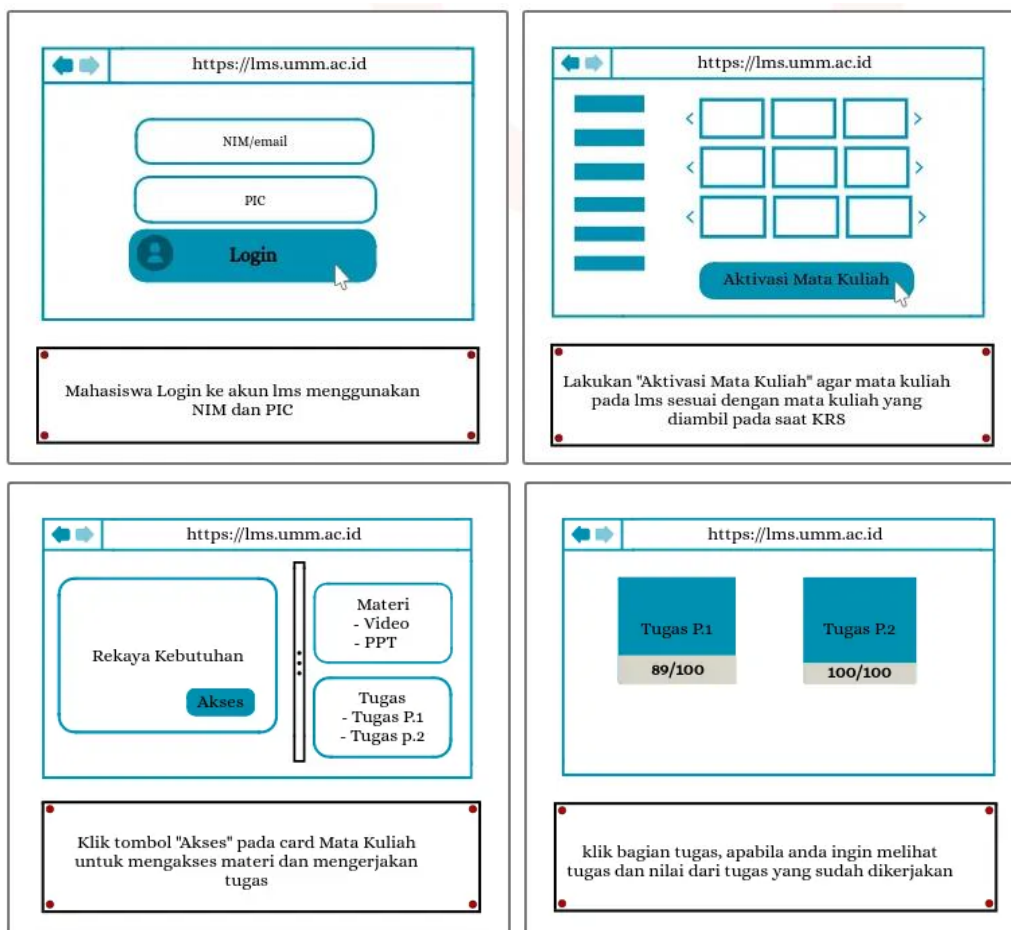 https://lms.umm.ac.id
NIM/email
PIC
Login
Mahasiswa Login ke akun lms menggunakan
NIM dan PIC
https://lms.umm.ac.id
Aktivasi Mata Kuliah
Lakukan "Aktivasi Mata Kuliah" agar mata kuliah
pada lms sesuai dengan mata kuliah yang
diambil pada saat KRS
https://lms.umm.ac.id
Rekaya Kebutuhan
Akses
Materi
- Video
- PPT
Tugas
- Tugas P.1
- Tugas p.2
Klik tombol "Akses" pada card Mata Kuliah
untuk mengakses materi dan mengerjakan
tugas
https://lms.umm.ac.id
Tugas P.1
89/100
Tugas P.2
100/100
klik bagian tugas, apabila anda ingin melihat
tugas dan nilai dari tugas yang sudah dikerjakan